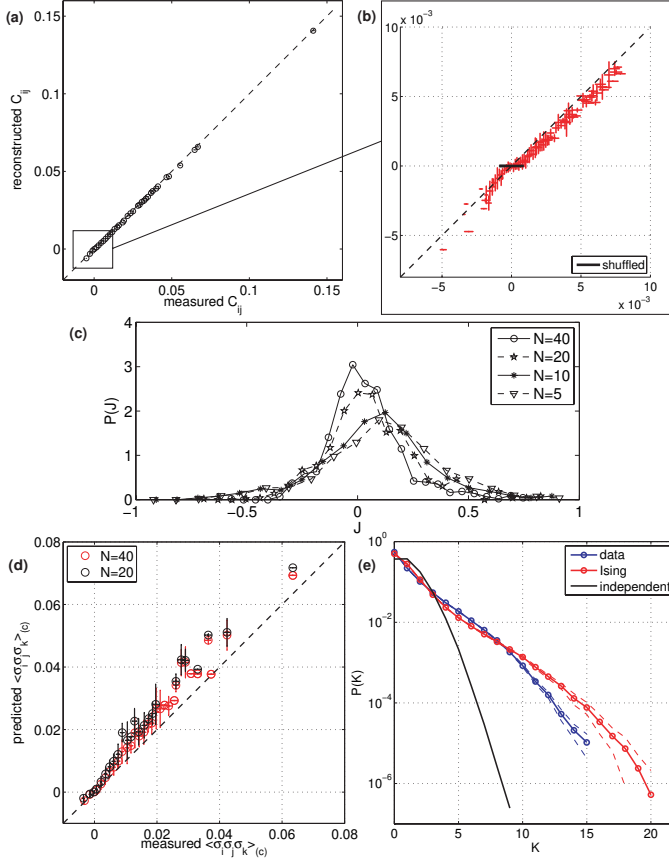 (a)
0.15
0.1
0.05
0
0
0.05
0.1
0.15
reconstructed C_ij
measured C_ij
(b)
x 10^-3
10
5
0
−5
−5
0
5
10
x 10^-3
shuffled
(c)
4
3
2
1
0
−1
−0.5
0
0.5
1
P(J)
J
N=40
N=20
N=10
N=5
(d)
0.08
0.06
0.04
0.02
0
0
0.02
0.04
0.06
0.08
N=40
N=20
predicted <σ_iσ_jσ_k>_(c)
measured <σ_iσ_jσ_k>_(c)
(e)
10^0
10^-2
10^-4
10^-6
0
5
10
15
20
P(K)
K
data
Ising
independent